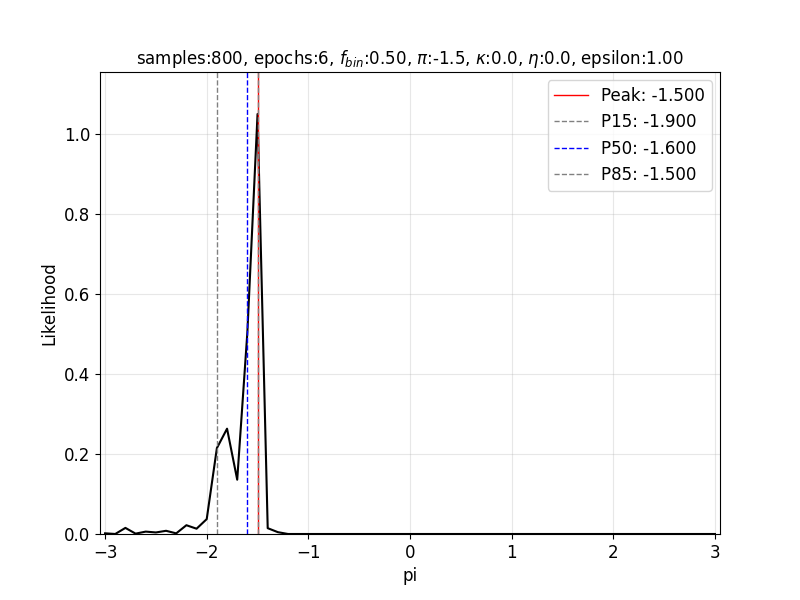 samples:800, epochs:6, f_bin:0.50, π:-1.5, κ:0.0, η:0.0, epsilon:1.00
Peak: -1.500
P15: -1.900
P50: -1.600
P85: -1.500
1.0
0.8
0.6
0.4
0.2
0.0
Likelihood
−3 −2 −1 0 1 2 3
pi